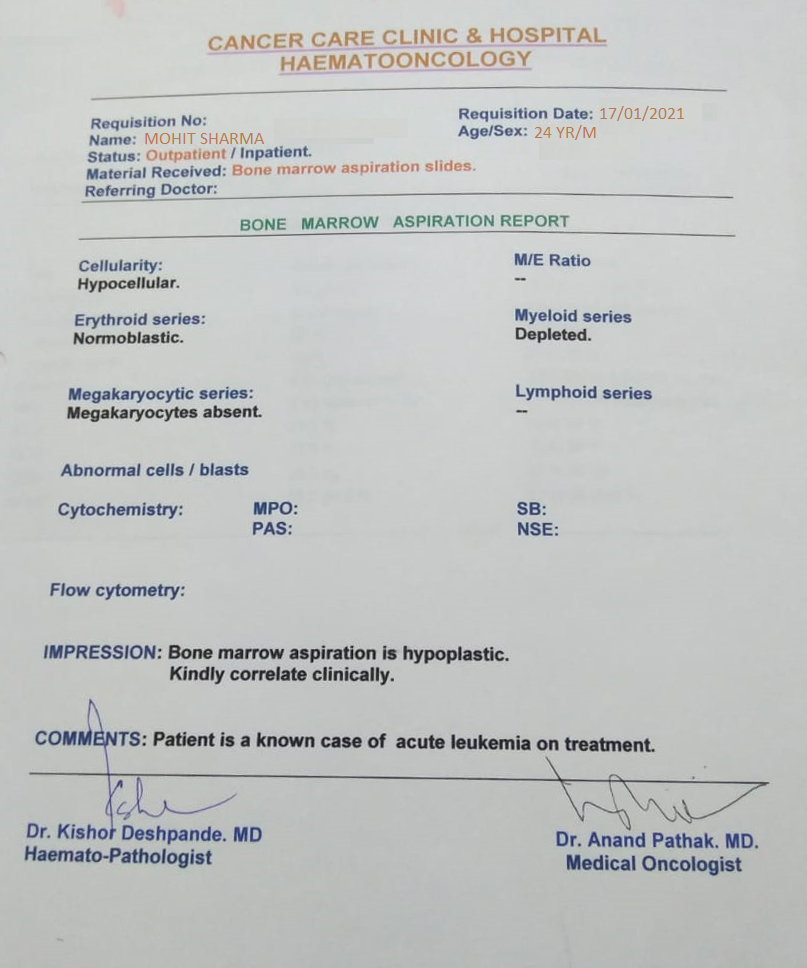 CANCER CARE CLINIC & HOSPITAL
HAEMATOONCOLOGY
Requisition No:
Requisition Date: 17/01/2021
Name: MOHIT SHARMA
Age/Sex: 24 YR/M
Status: Outpatient / Inpatient.
Material Received: Bone marrow aspiration slides.
Referring Doctor:
BONE MARROW ASPIRATION REPORT
Cellularity:
Hypocellular.
M/E Ratio
--
Erythroid series:
Normoblastic.
Myeloid series
Depleted.
Megakaryocytic series:
Megakaryocytes absent.
Lymphoid series
--
Abnormal cells / blasts
Cytochemistry: MPO: SB:
PAS: NSE:
Flow cytometry:
IMPRESSION: Bone marrow aspiration is hypoplastic.
Kindly correlate clinically.
COMMENTS: Patient is a known case of acute leukemia on treatment.
Dr. Kishor Deshpande. MD
Haemato-Pathologist
Dr. Anand Pathak. MD.
Medical Oncologist